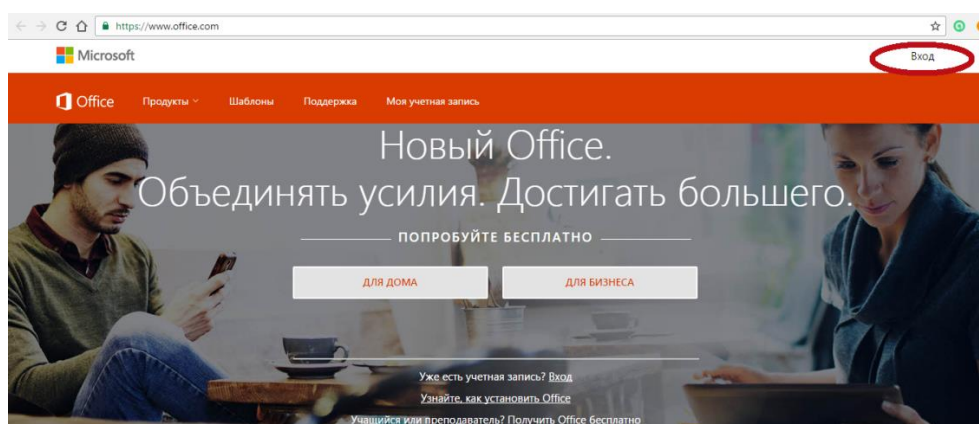 https://www.office.com
Microsoft
Вход
Office Продукты Шаблоны Поддержка Моя учетная запись
Новый Office.
Объединять усилия. Достигать большего.
ПОПРОБУЙТЕ БЕСПЛАТНО
ДЛЯ ДОМА ДЛЯ БИЗНЕСА
Уже есть учетная запись? Вход
Узнайте, как установить Office
Учащийся или преподаватель? Получить Office бесплатно